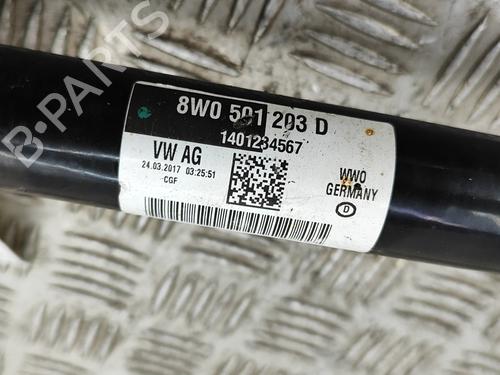 B-PARTS
8W0 501 203 D
1401234567
VW AG
24.03.2017 03:25:51
CGF
WWO
GERMANY
D